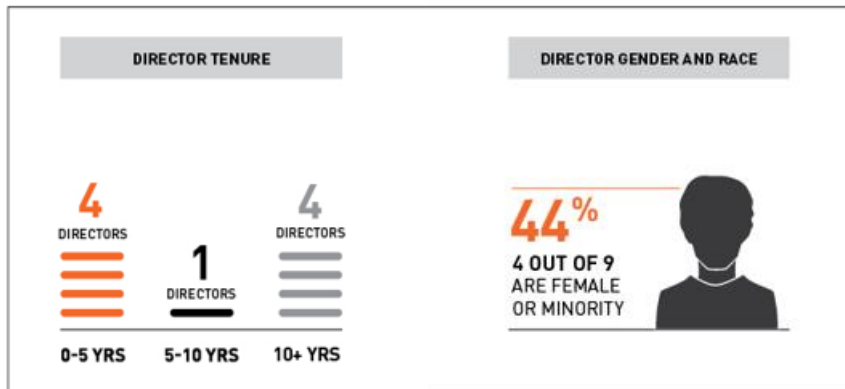 DIRECTOR TENURE
4
DIRECTORS
1
DIRECTORS
4
DIRECTORS
0-5 YRS
5-10 YRS
10+ YRS
DIRECTOR GENDER AND RACE
44%
4 OUT OF 9
ARE FEMALE
OR MINORITY